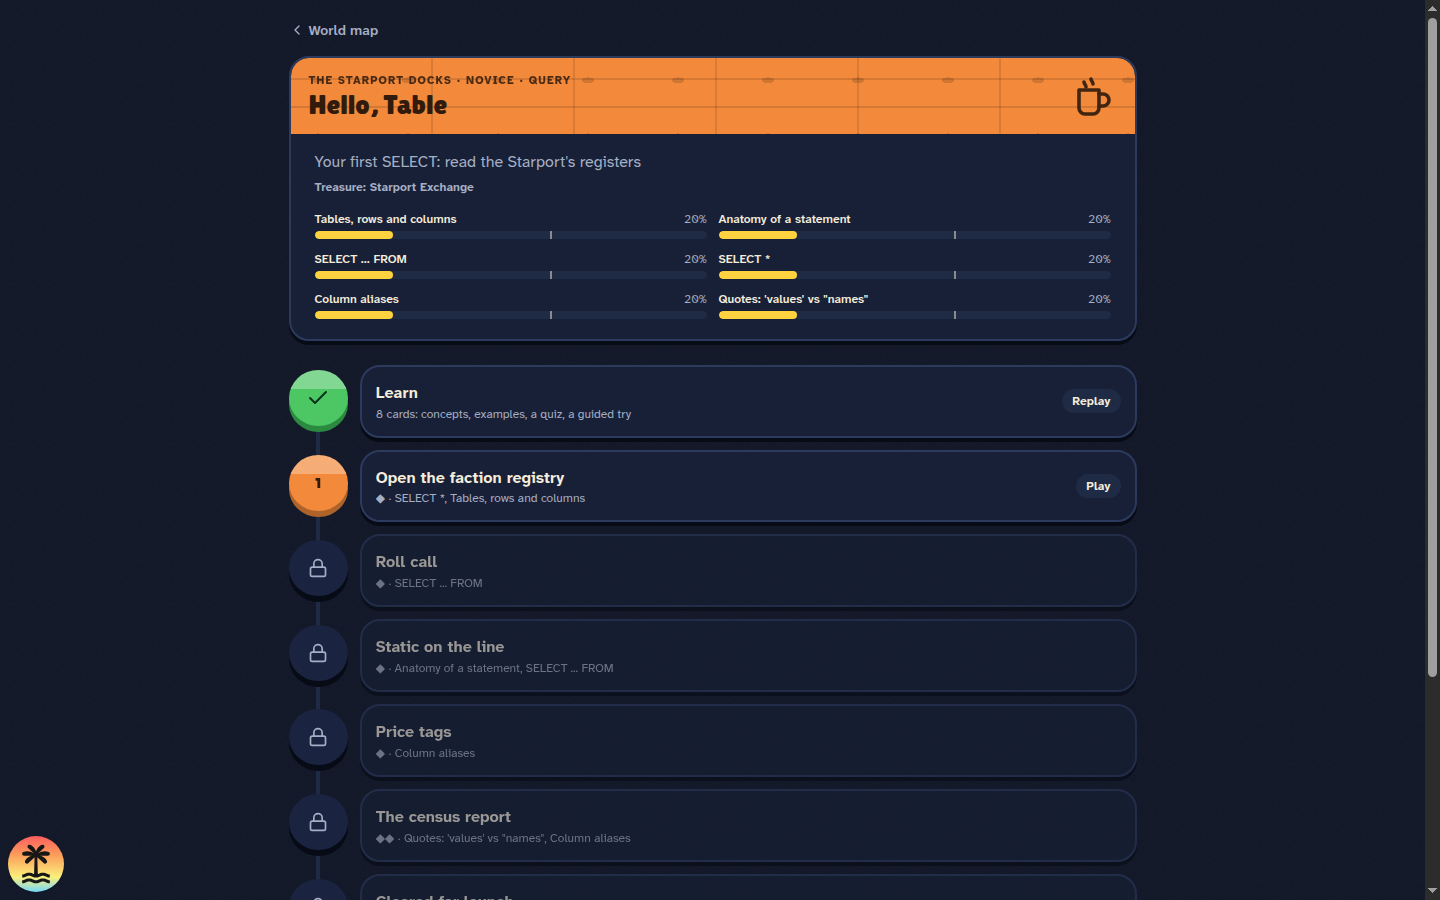 World map
THE STARPORT DOCKS · NOVICE · QUERY
Hello, Table
Your first SELECT: read the Starport's registers
Treasure: Starport Exchange
Tables, rows and columns 20%
Anatomy of a statement 20%
SELECT … FROM 20%
SELECT * 20%
Column aliases 20%
Quotes: 'values' vs "names" 20%
Learn
8 cards: concepts, examples, a quiz, a guided try
Replay
1
Open the faction registry
◆ · SELECT *, Tables, rows and columns
Play
Roll call
◆ · SELECT … FROM
Static on the line
◆ · Anatomy of a statement, SELECT … FROM
Price tags
◆ · Column aliases
The census report
◆◆ · Quotes: 'values' vs "names", Column aliases
Cleared for launch